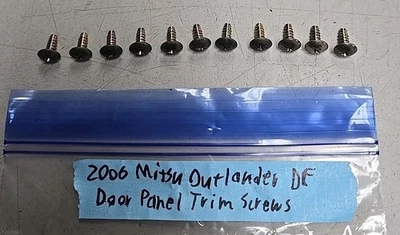 2006 Mitsu Outlander DF
Door Panel Trim Screws